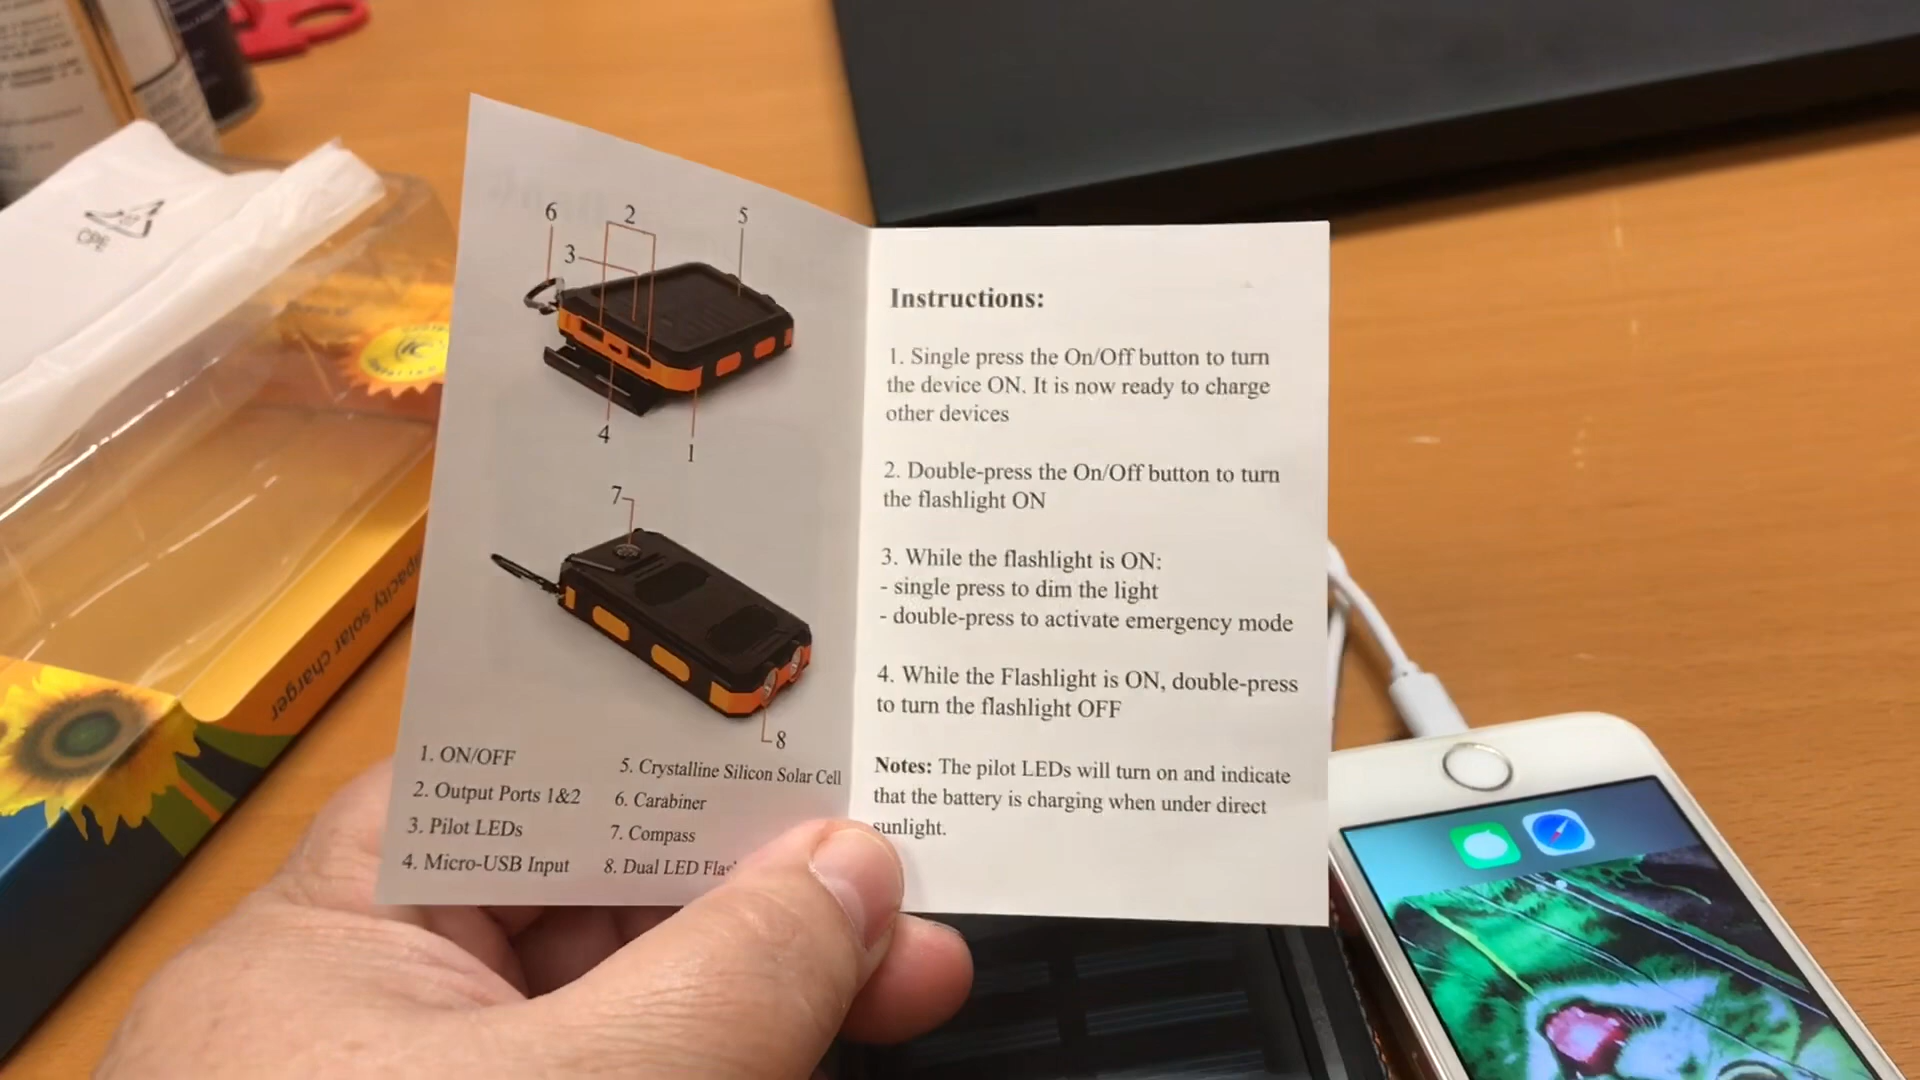 CPE
apacity solar charger
6
2
5
3
4
1
7
8
1. ON/OFF
2. Output Ports 1&2
3. Pilot LEDs
4. Micro-USB Input
5. Crystalline Silicon Solar Cell
6. Carabiner
7. Compass
8. Dual LED
Instructions:
1. Single press the On/Off button to turn
the device ON. It is now ready to charge
other devices
2. Double-press the On/Off button to turn
the flashlight ON
3. While the flashlight is ON:
- single press to dim the light
- double-press to activate emergency mode
4. While the Flashlight is ON, double-press
to turn the flashlight OFF
Notes: The pilot LEDs will turn on and indicate
that the battery is charging when under direct
sunlight.